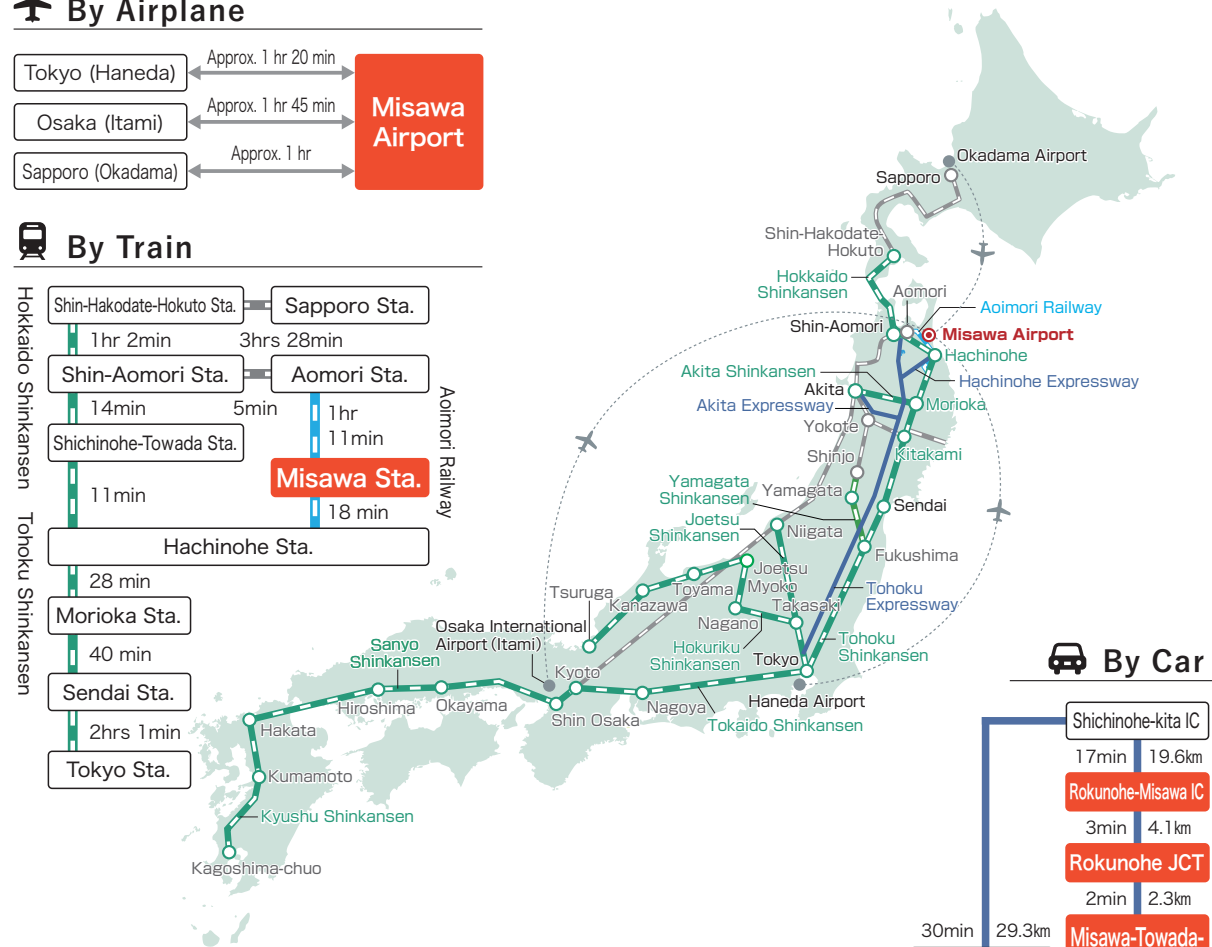 By Airplane
Tokyo (Haneda)
Approx. 1 hr 20 min
Osaka (Itami)
Approx. 1 hr 45 min
Sapporo (Okadama)
Approx. 1 hr
Misawa
Airport
By Train
Hokkaido Shinkansen
Tohoku Shinkansen
Shin-Hakodate-Hokuto Sta.
Sapporo Sta.
1hr 2min
3hrs 28min
Shin-Aomori Sta.
Aomori Sta.
14min
5min
1hr
11min
Aoimori Railway
Shichinohe-Towada Sta.
Misawa Sta.
11min
18 min
Hachinohe Sta.
28 min
Morioka Sta.
40 min
Sendai Sta.
2hrs 1min
Tokyo Sta.
Okadama Airport
Sapporo
Shin-Hakodate-
Hokuto
Hokkaido
Shinkansen
Aomori
Aoimori Railway
Shin-Aomori
Misawa Airport
Hachinohe
Akita Shinkansen
Hachinohe Expressway
Akita
Akita Expressway
Morioka
Yokote
Kitakami
Shinjo
Yamagata
Shinkansen
Yamagata
Sendai
Joetsu
Shinkansen
Niigata
Fukushima
Joetsu
Myoko
Toyama
Tsuruga
Kanazawa
Takasaki
Tohoku
Expressway
Nagano
Osaka International
Airport (Itami)
Hokuriku
Shinkansen
Tokyo
Tohoku
Shinkansen
Sanyo
Shinkansen
Kyoto
Hiroshima
Okayama
Shin Osaka
Nagoya
Haneda Airport
Tokaido Shinkansen
Hakata
Kumamoto
Kyushu Shinkansen
Kagoshima-chuo
By Car
Shichinohe-kita IC
17min
19.6km
Rokunohe-Misawa IC
3min
4.1km
Rokunohe JCT
2min
2.3km
30min
29.3km
Misawa-Towada-